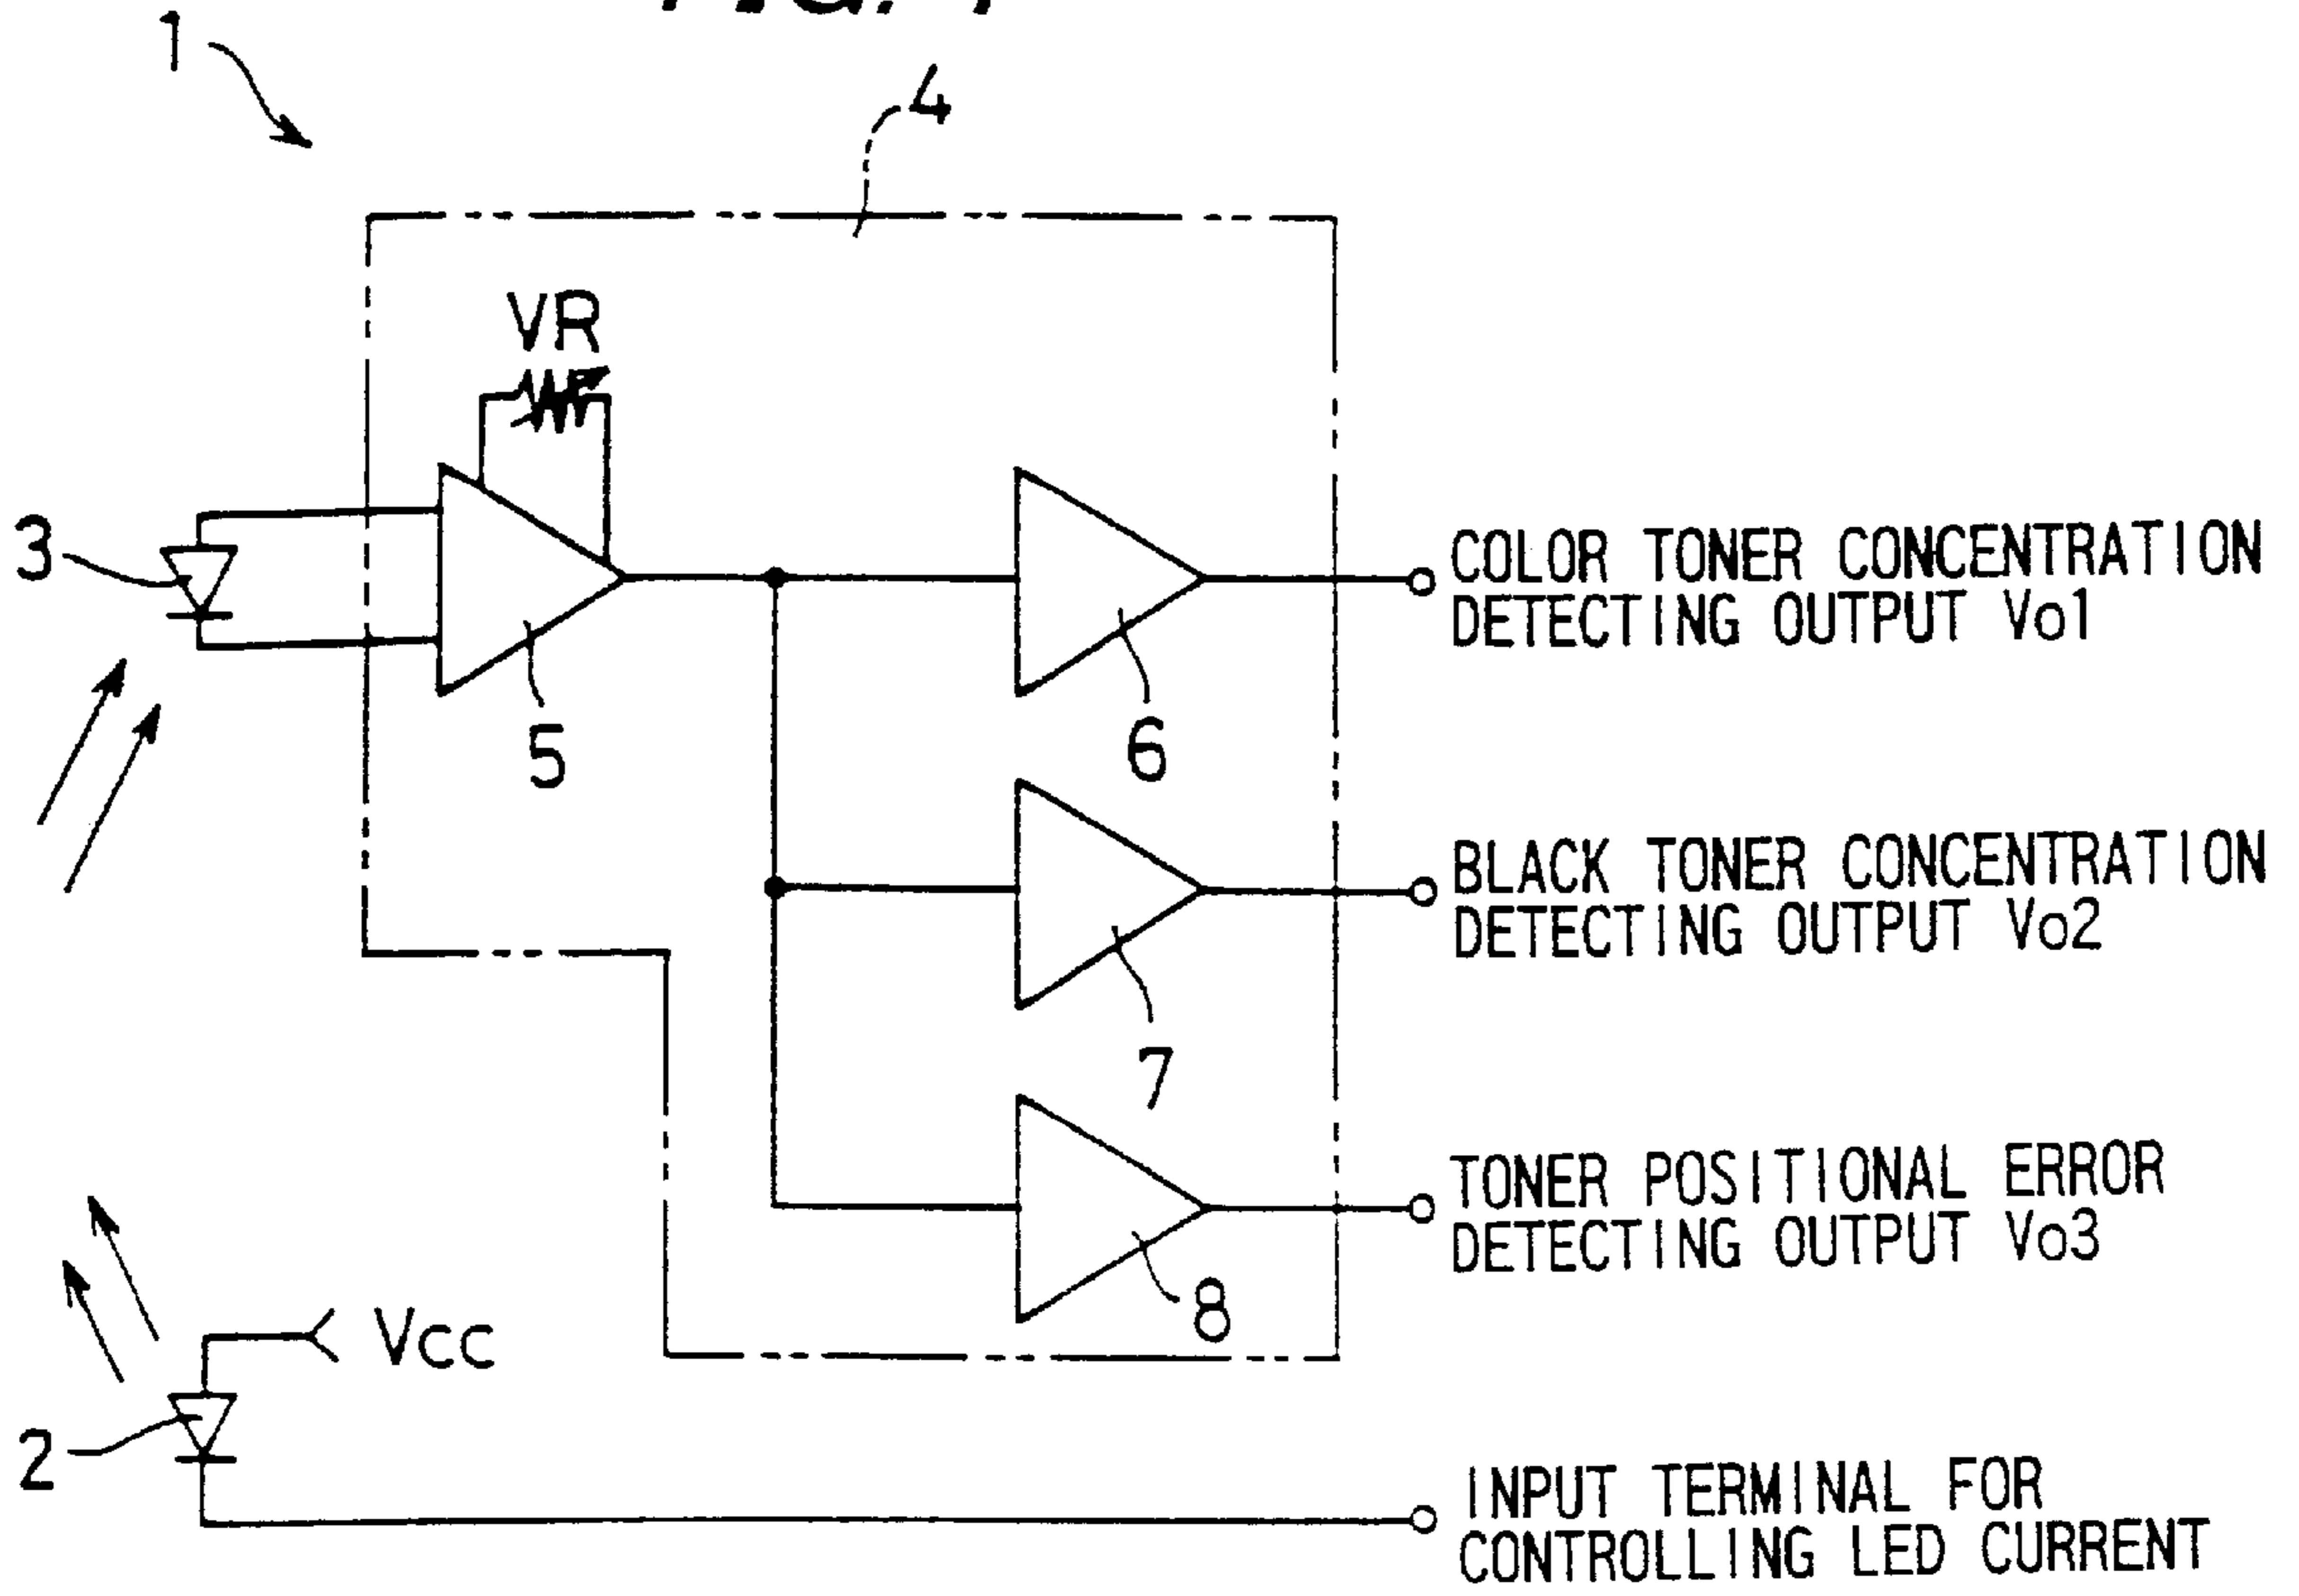 1
4
VR
3
COLOR TONER CONCENTRATION
DETECTING OUTPUT Vo1
5
6
BLACK TONER CONCENTRATION
DETECTING OUTPUT Vo2
7
TONER POSITIONAL ERROR
DETECTING OUTPUT Vo3
8
Vcc
2
INPUT TERMINAL FOR
CONTROLLING LED CURRENT